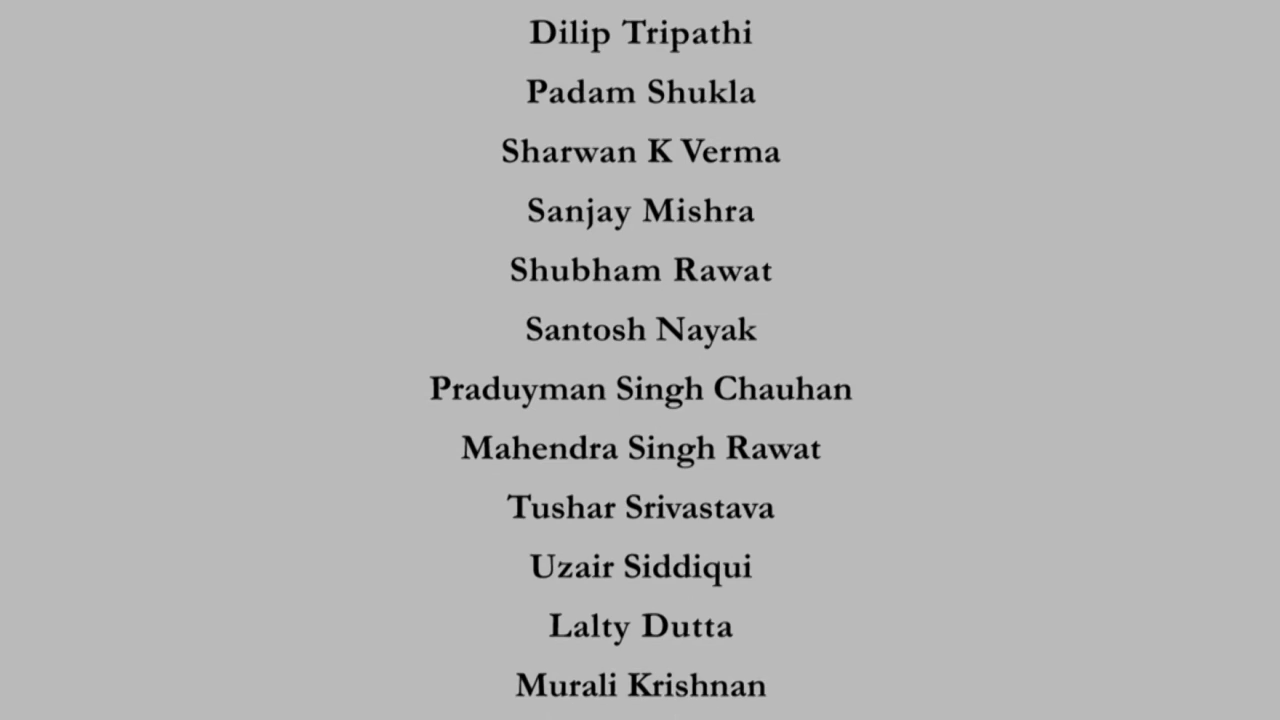 Dilip Tripathi
Padam Shukla
Sharwan K Verma
Sanjay Mishra
Shubham Rawat
Santosh Nayak
Praduyman Singh Chauhan
Mahendra Singh Rawat
Tushar Srivastava
Uzair Siddiqui
Lalty Dutta
Murali Krishnan